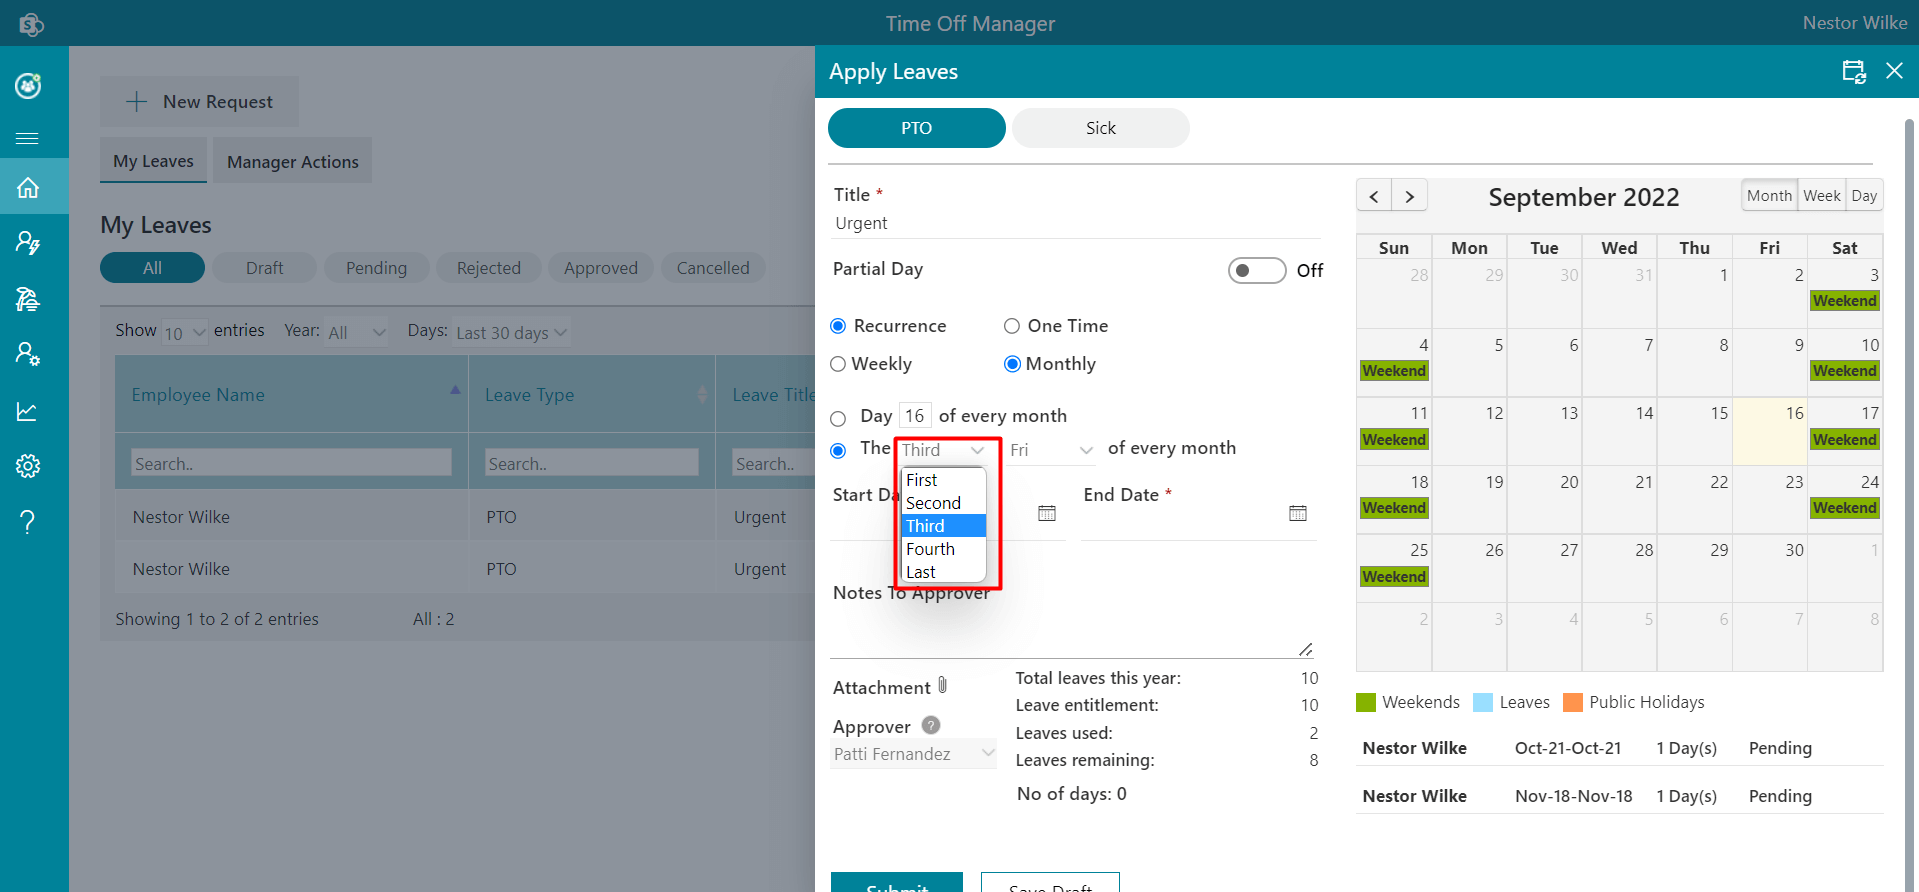 Time Off Manager
Nestor Wilke
New Request
My Leaves
Manager Actions
My Leaves
All
Draft
Pending
Rejected
Approved
Cancelled
Show 10 entries Year: All Days: Last 30 days
Employee Name
Leave Type
Leave Title
Search..
Search..
Search..
Nestor Wilke PTO Urgent
Nestor Wilke PTO Urgent
Showing 1 to 2 of 2 entries All : 2
Apply Leaves
PTO
Sick
Title *
Urgent
Partial Day Off
Recurrence One Time
Weekly Monthly
Day 16 of every month
The Third Fri of every month
First
Second
Third
Fourth
Last
Start Da
End Date *
Notes To Approver
Attachment
Approver ?
Patti Fernandez
Total leaves this year: 10
Leave entitlement: 10
Leaves used: 2
Leaves remaining: 8
No of days: 0
Submit
Save Draft
< > September 2022 Month Week Day
Sun Mon Tue Wed Thu Fri Sat
28 29 30 31 1 2 3
Weekend
4 5 6 7 8 9 10
Weekend Weekend
11 12 13 14 15 16 17
Weekend Weekend
18 19 20 21 22 23 24
Weekend Weekend
25 26 27 28 29 30 1
Weekend
2 3 4 5 6 7 8
Weekends Leaves Public Holidays
Nestor Wilke Oct-21-Oct-21 1 Day(s) Pending
Nestor Wilke Nov-18-Nov-18 1 Day(s) Pending